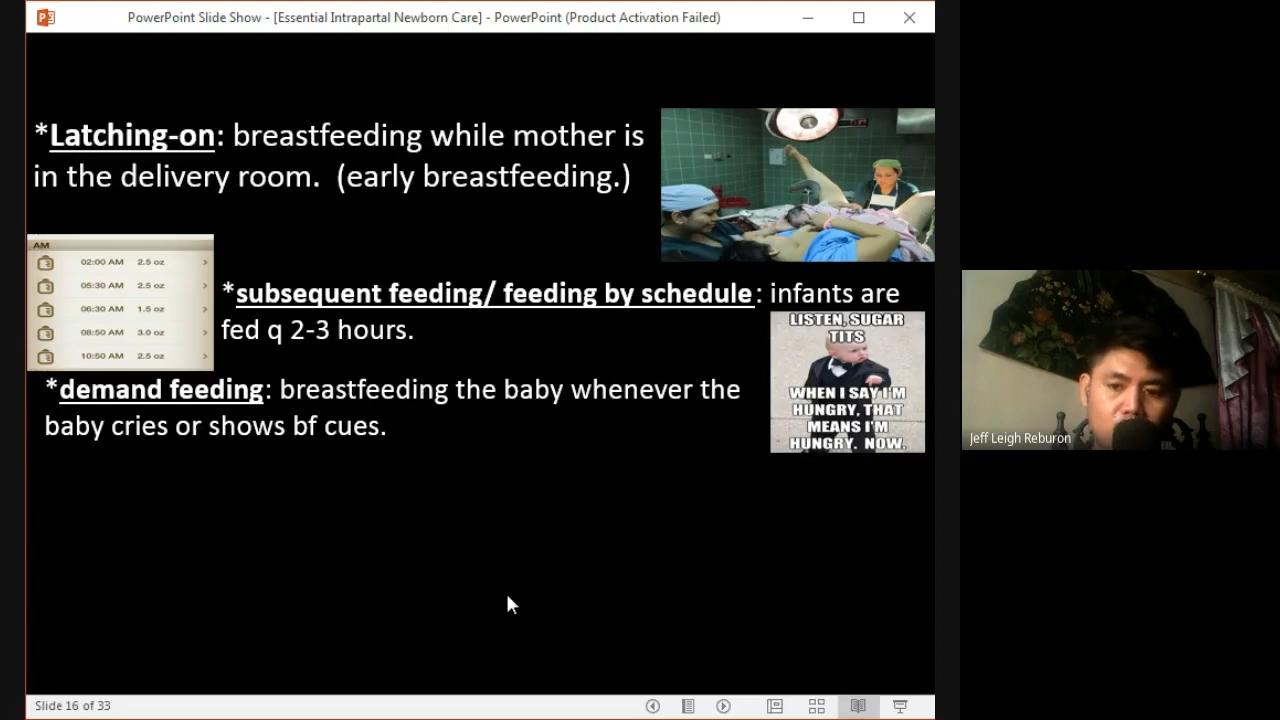 PowerPoint Slide Show - [Essential Intrapartal Newborn Care] - PowerPoint (Product Activation Failed)
*Latching-on: breastfeeding while mother is
in the delivery room. (early breastfeeding.)
AM
02:00 AM 2.5 oz
05:30 AM 2.5 oz
06:30 AM 1.5 oz
08:50 AM 3.0 oz
10:50 AM 2.5 oz
*subsequent feeding/ feeding by schedule: infants are
fed q 2-3 hours.
LISTEN, SUGAR
TITS
WHEN I SAY I'M
HUNGRY, THAT
MEANS I'M
HUNGRY. NOW.
*demand feeding: breastfeeding the baby whenever the
baby cries or shows bf cues.
Jeff Leigh Reburon
Slide 16 of 33